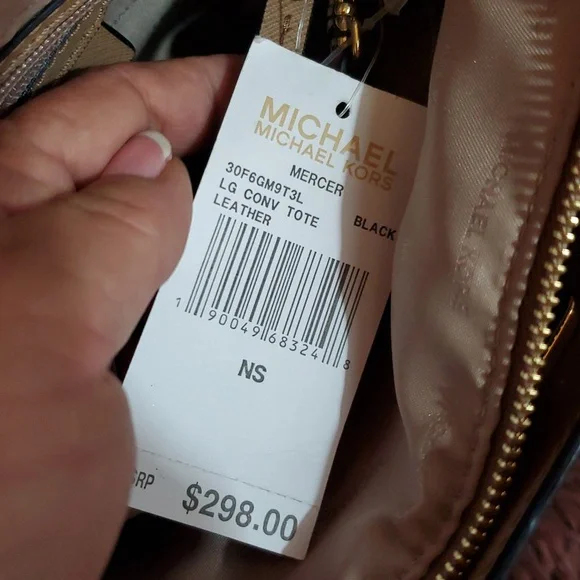 MICHAEL
MICHAEL KORS
MERCER
30F6GM9T3L
LG CONV TOTE BLACK
LEATHER
1 90049 68324 8
NS
$298.00
MICHAEL KORS